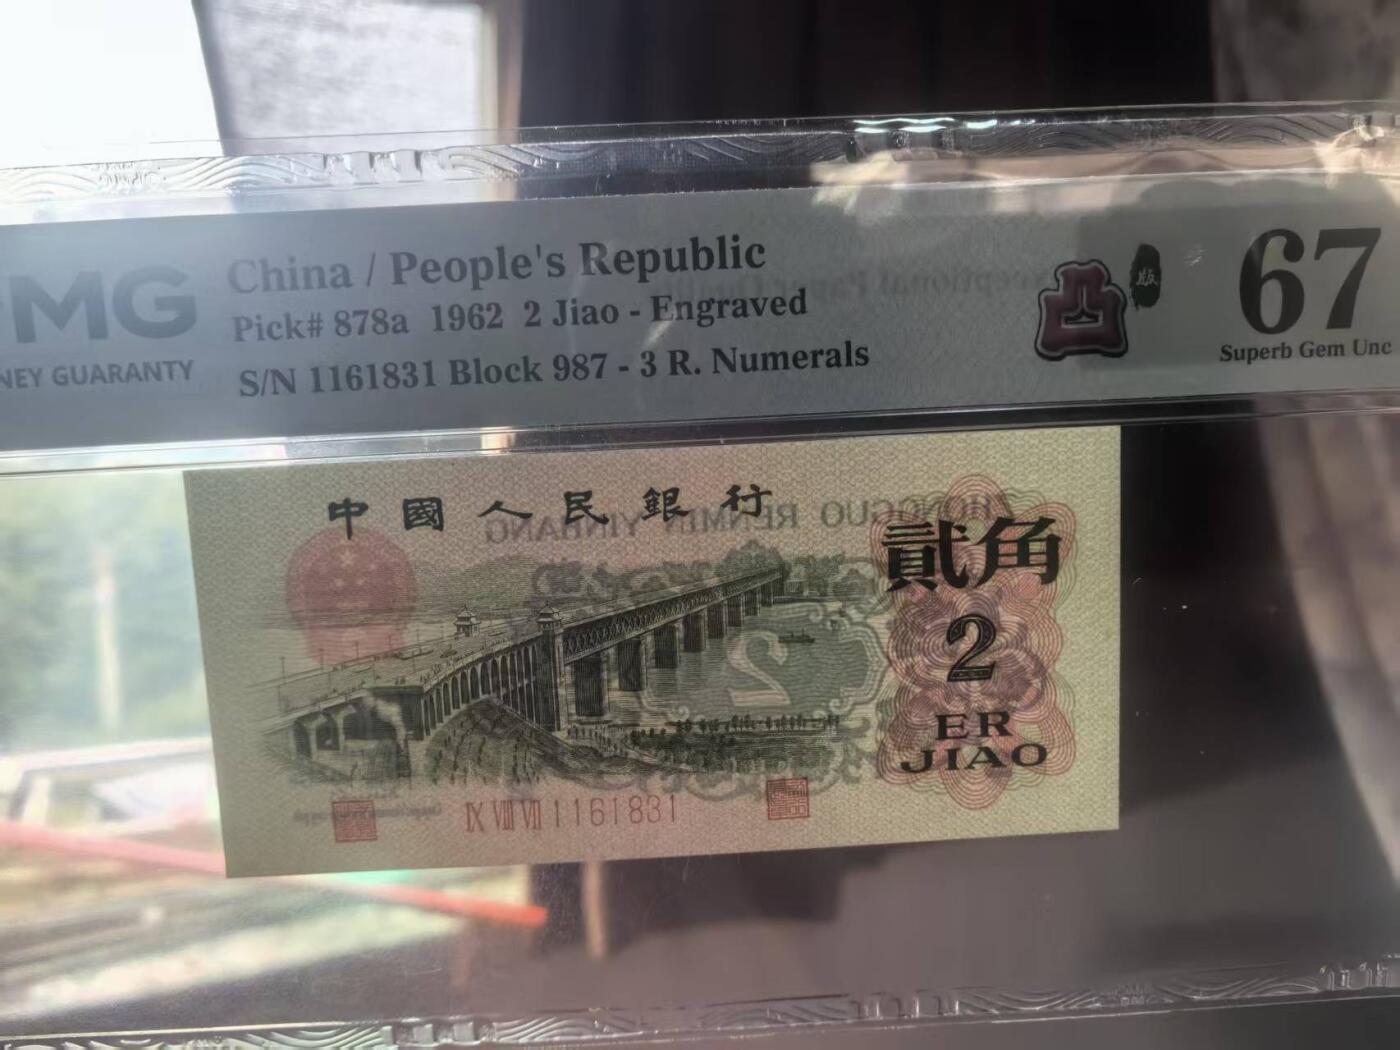 MG
NEY GUARANTY
China / People's Republic
Pick# 878a 1962 2 Jiao - Engraved
S/N 1161831 Block 987 - 3 R. Numerals
凸
版
67
Superb Gem Unc
中國人民銀行
ZHONGGUO RENMIN YINHANG
貳角
2
2
ER
JIAO
IX VIII VII 1161831